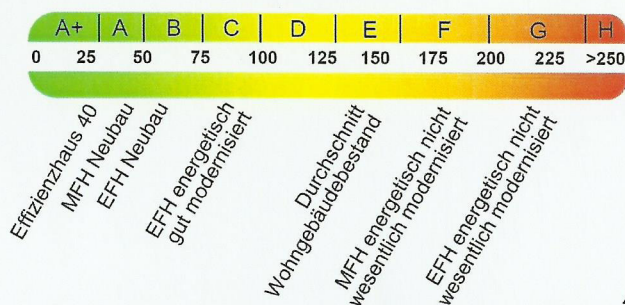 A+ A B C D E F G H
0 25 50 75 100 125 150 175 200 225 >250
Effizienzhaus 40
MFH Neubau
EFH Neubau
EFH energetisch
gut modernisiert
Durchschnitt
Wohngebäudebestand
MFH energetisch nicht
wesentlich modernisiert
EFH energetisch nicht
wesentlich modernisiert